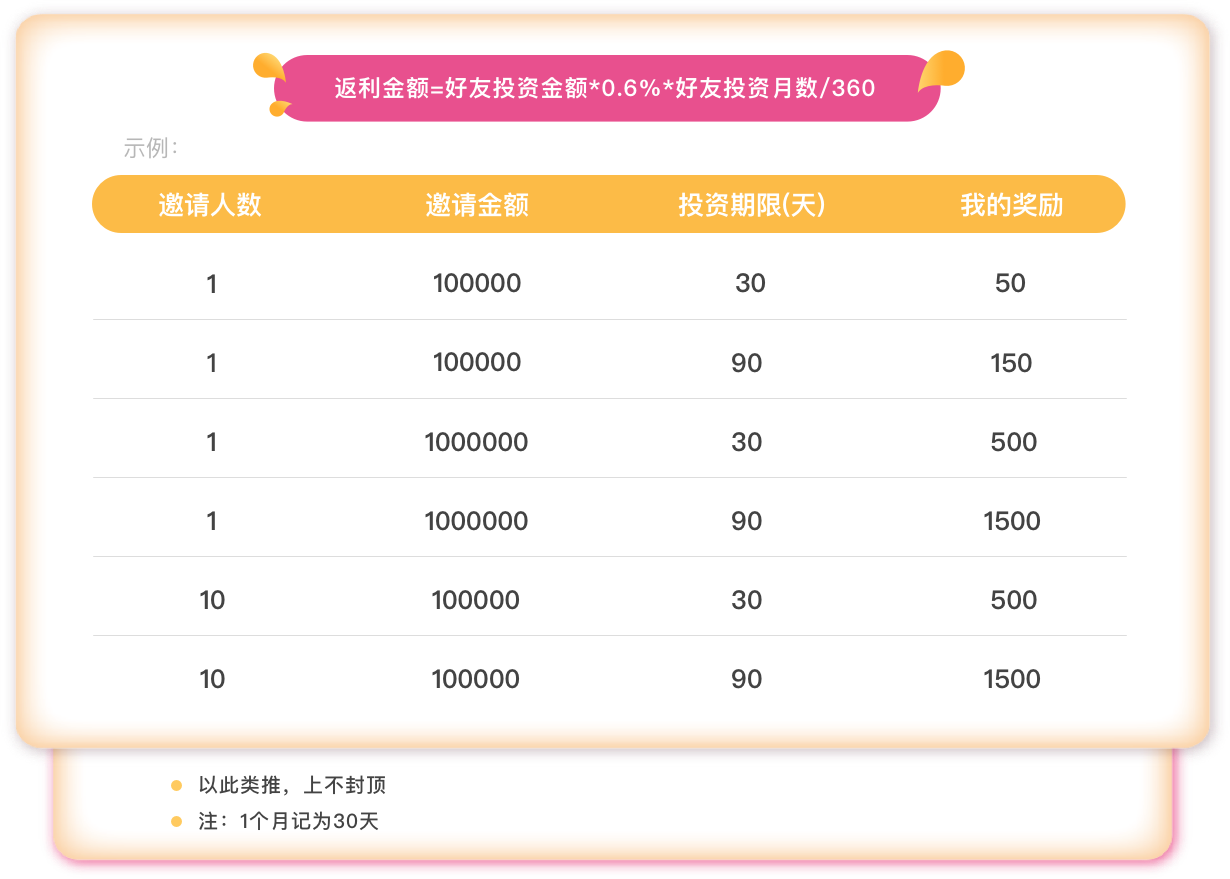 返利金额=好友投资金额*0.6%*好友投资月数/360
示例：
邀请人数 邀请金额 投资期限(天) 我的奖励
1 100000 30 50
1 100000 90 150
1 1000000 30 500
1 1000000 90 1500
10 100000 30 500
10 100000 90 1500
以此类推，上不封顶
注：1个月记为30天